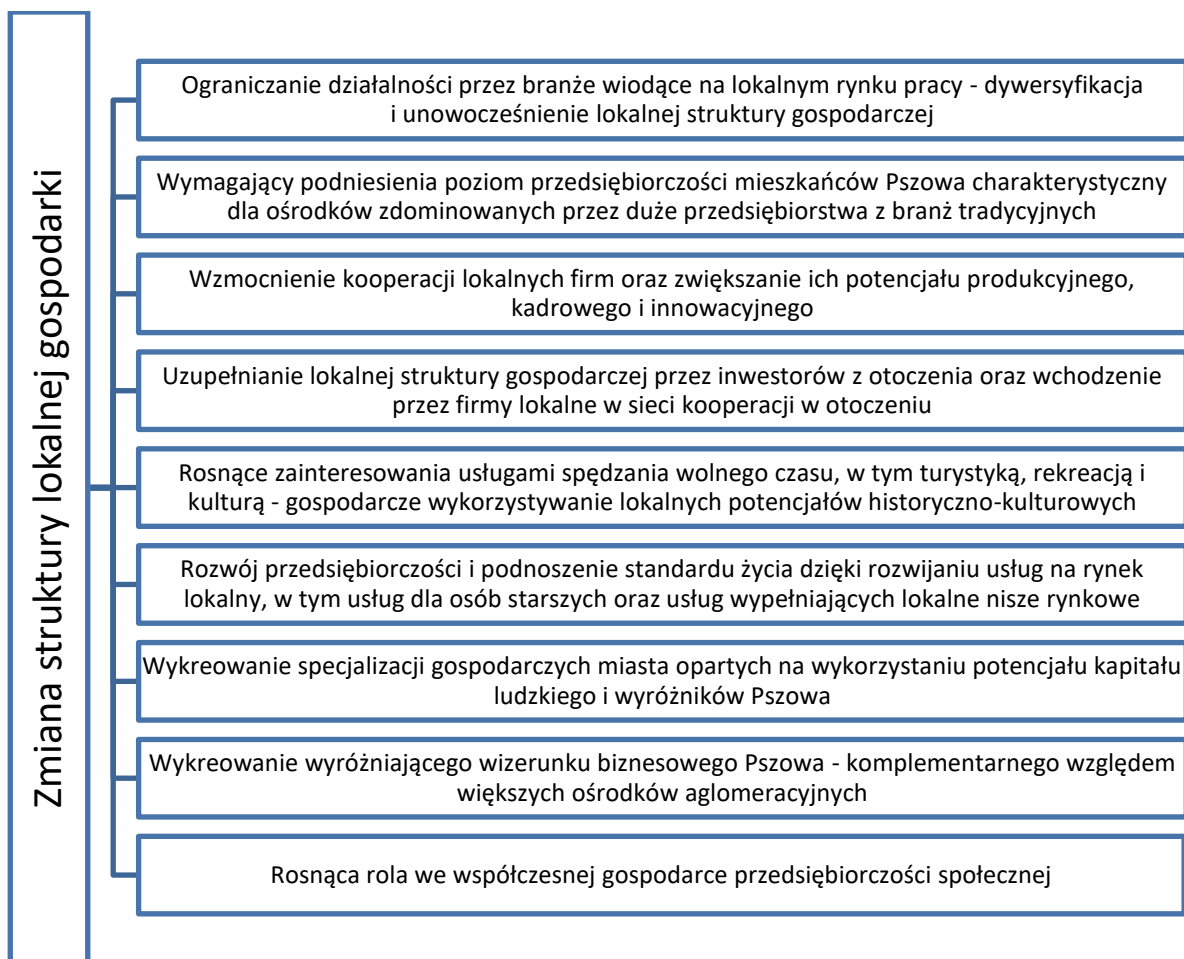 Zmiana struktury lokalnej gospodarki
Ograniczanie działalności przez branże wiodące na lokalnym rynku pracy - dywersyfikacja
i unowocześnienie lokalnej struktury gospodarczej
Wymagający podniesienia poziom przedsiębiorczości mieszkańców Pszowa charakterystyczny
dla ośrodków zdominowanych przez duże przedsiębiorstwa z branż tradycyjnych
Wzmocnienie kooperacji lokalnych firm oraz zwiększanie ich potencjału produkcyjnego,
kadrowego i innowacyjnego
Uzupełnianie lokalnej struktury gospodarczej przez inwestorów z otoczenia oraz wchodzenie
przez firmy lokalne w sieci kooperacji w otoczeniu
Rosnące zainteresowania usługami spędzania wolnego czasu, w tym turystyką, rekreacją i
kulturą - gospodarcze wykorzystywanie lokalnych potencjałów historyczno-kulturowych
Rozwój przedsiębiorczości i podnoszenie standardu życia dzięki rozwijaniu usług na rynek
lokalny, w tym usług dla osób starszych oraz usług wypełniających lokalne nisze rynkowe
Wykreowanie specjalizacji gospodarczych miasta opartych na wykorzystaniu potencjału kapitału
ludzkiego i wyróżników Pszowa
Wykreowanie wyróżniającego wizerunku biznesowego Pszowa - komplementarnego względem
większych ośrodków aglomeracyjnych
Rosnąca rola we współczesnej gospodarce przedsiębiorczości społecznej